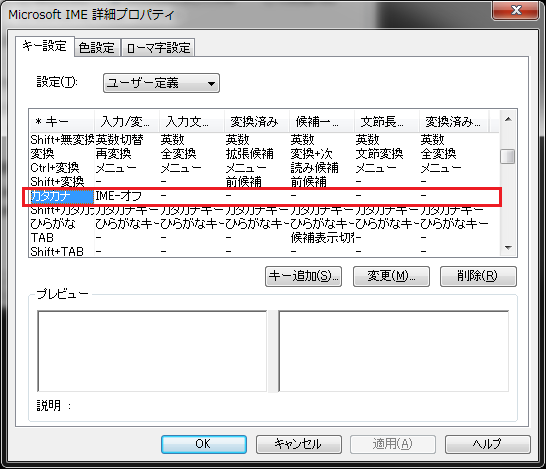 Microsoft IME 詳細プロパティ
キー設定 色設定 ローマ字設定
設定(T): ユーザー定義
* キー 入力/変... 入力文... 変換済み 候補一... 文節長... 変換済み...
Shift+無変換 英数切替 英数 英数 英数 英数 英数
変換 再変換 全変換 拡張候補 変換+次 文節変換 全変換
Ctrl+変換 メニュー メニュー メニュー 読み候補 メニュー メニュー
Shift+変換 - - 前候補 前候補 - -
カタカナ IME-オフ - - - - -
Shift+カタカナ カタカナキー カタカナキー カタカナキー カタカナキー カタカナキー カタカナキー
ひらがな ひらがなキー ひらがなキー ひらがなキー ひらがなキー ひらがなキー ひらがなキー
TAB - - - 候補表示切替 - -
Shift+TAB - - - - - -
キー追加(S)... 変更(M)... 削除(R)
プレビュー
説明 :
OK キャンセル 適用(A) ヘルプ